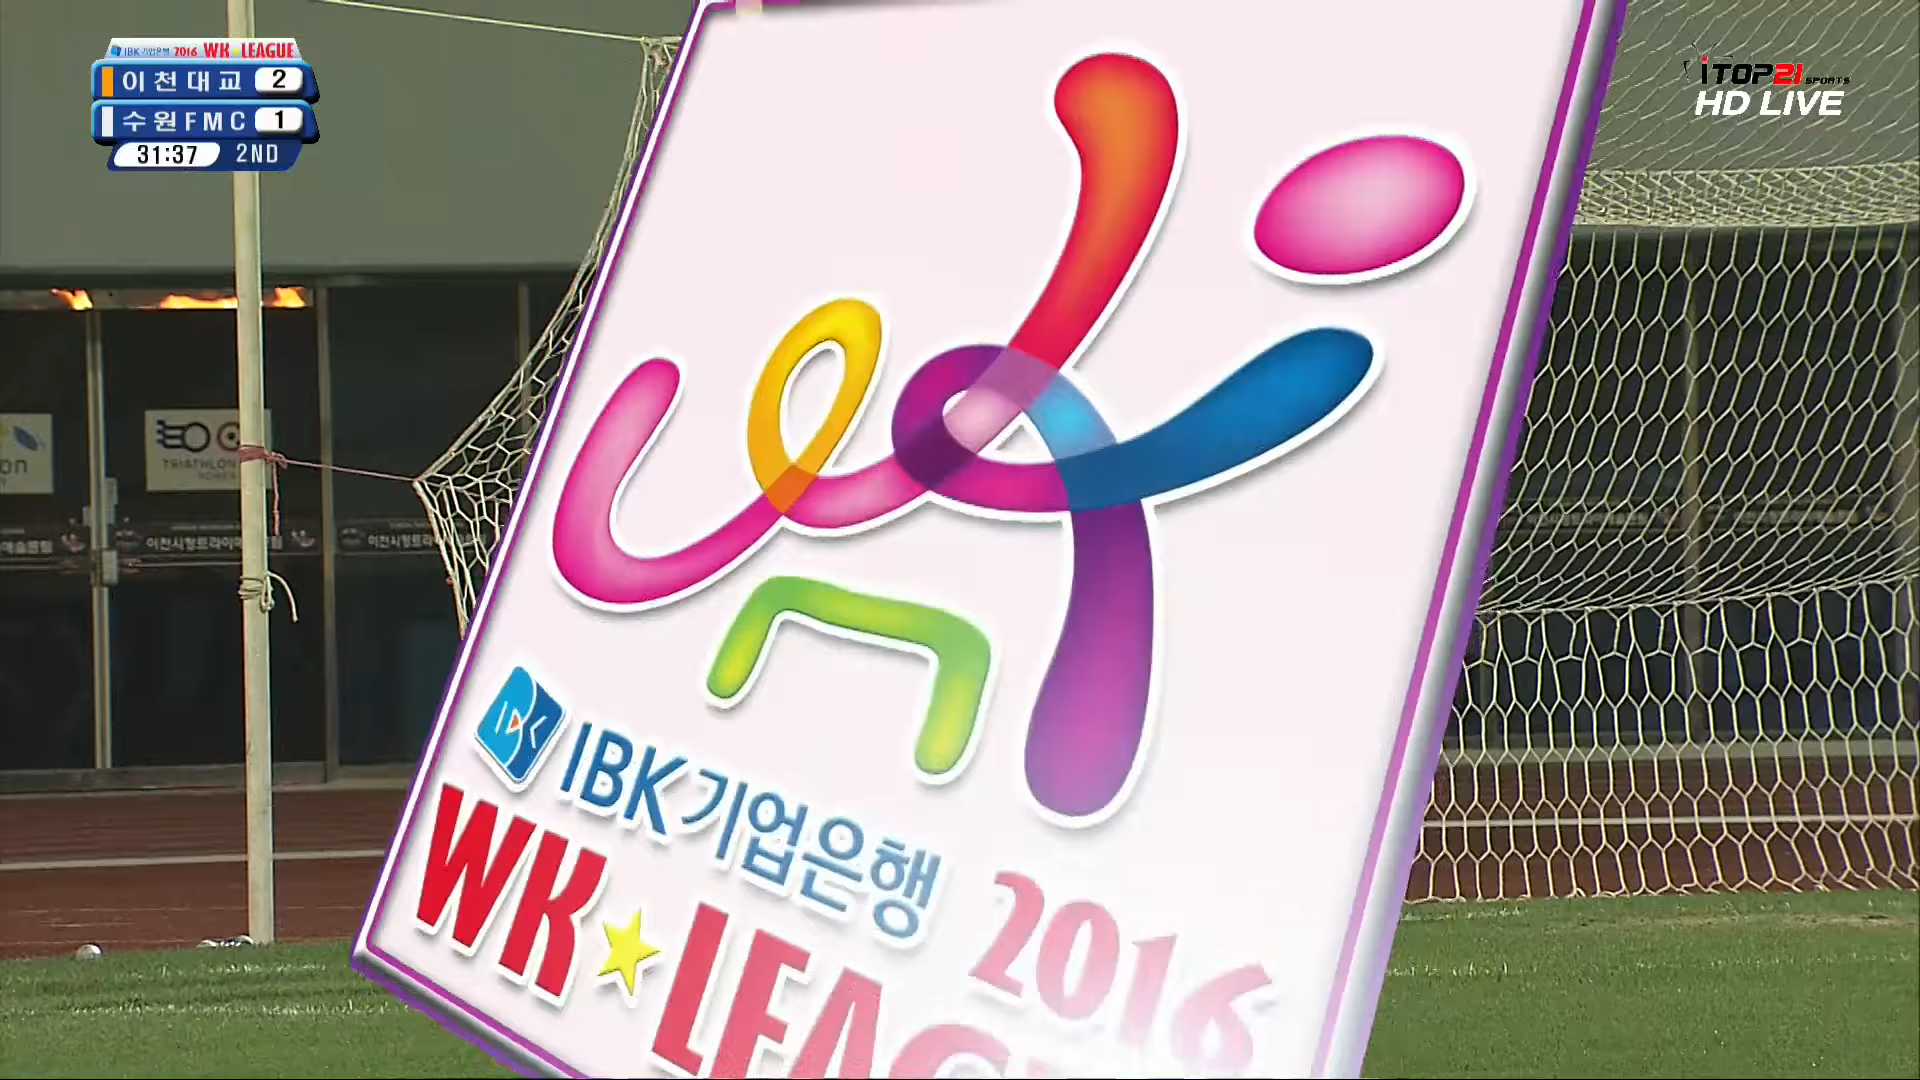 IBK기업은행 2016 WK LEAGUE
이천대교 2
수원FMC 1
31:37 2ND
iTOP21 SPORTS
HD LIVE
on
TRIATHLON
IBK기업은행
2016
WK★LEAGU